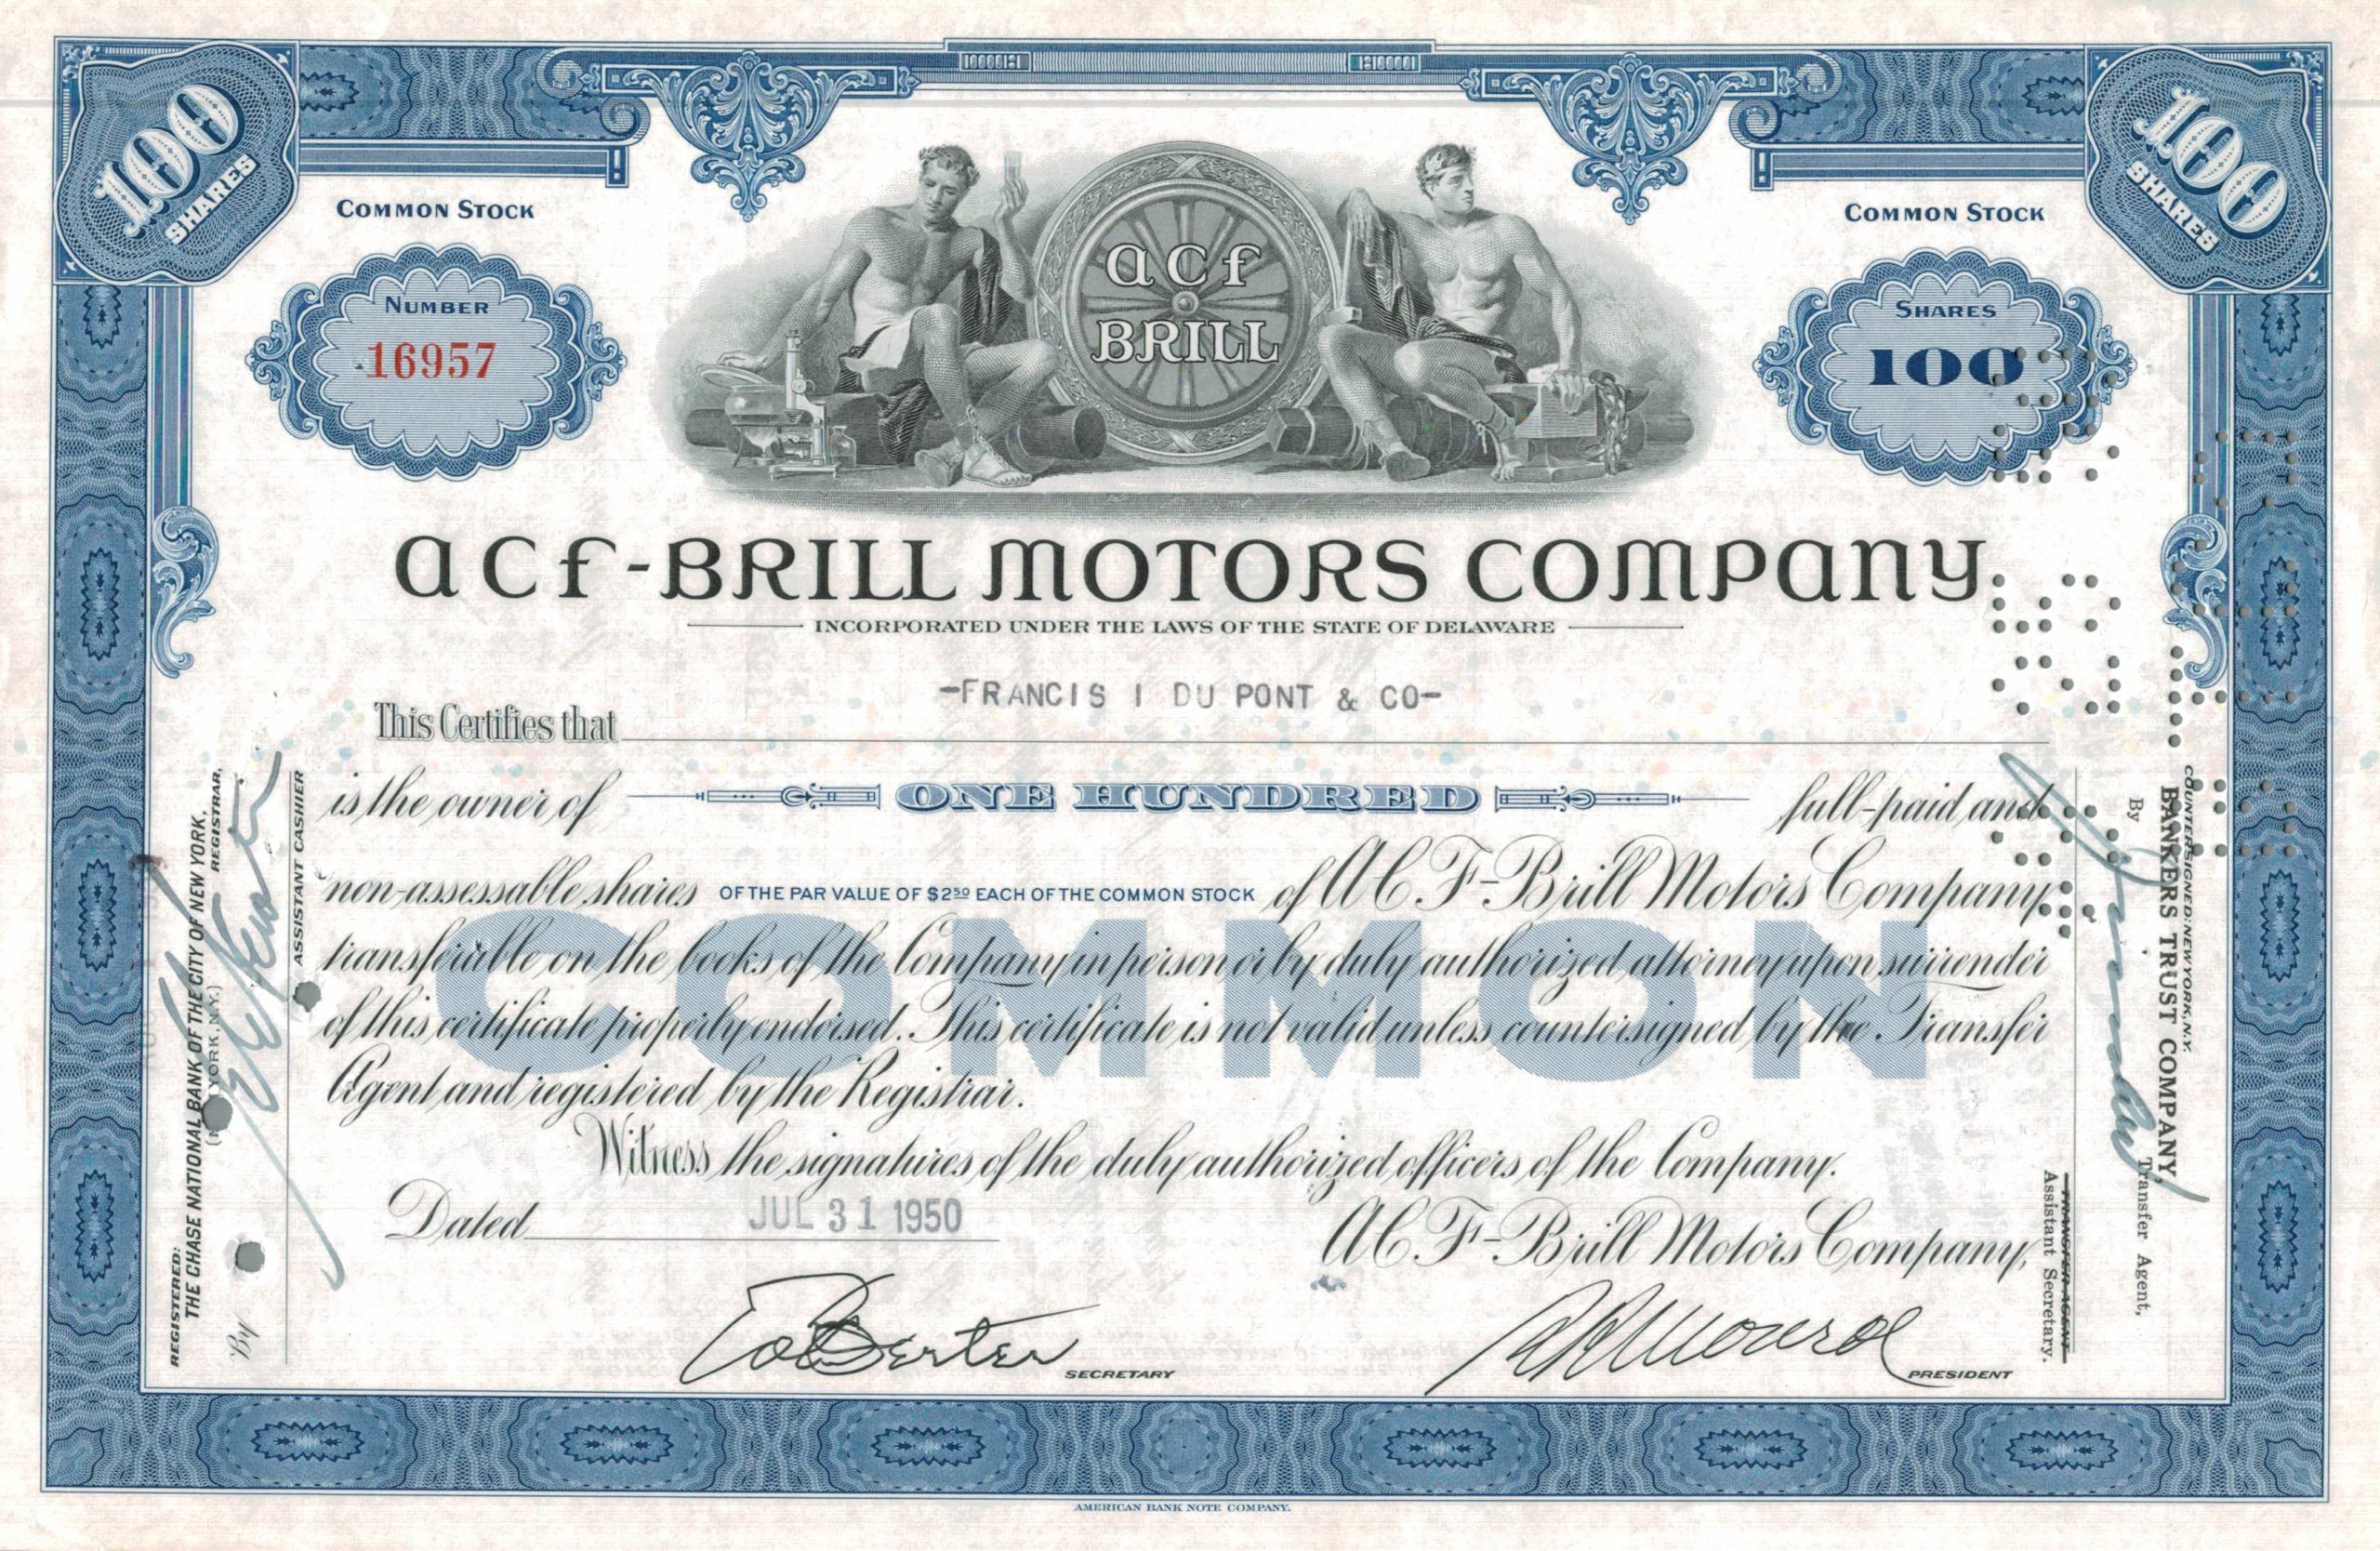 100 SHARES
100 SHARES
COMMON STOCK
COMMON STOCK
NUMBER
16957
acf
BRILL
SHARES
100
acf-BRILL MOTORS COMPANY
INCORPORATED UNDER THE LAWS OF THE STATE OF DELAWARE
This Certifies that -FRANCIS I DU PONT & CO-
is the owner of ONE HUNDRED full-paid and
non-assessable shares OF THE PAR VALUE OF $2.50 EACH OF THE COMMON STOCK of A C F-Brill Motors Company
transferable on the books of the Company in person or by duly authorized attorney upon surrender
of this certificate properly endorsed. This certificate is not valid unless countersigned by the Transfer
Agent and registered by the Registrar.
COMMON
Witness the signatures of the duly authorized officers of the Company.
Dated JUL 31 1950
A C F-Brill Motors Company,
SECRETARY
PRESIDENT
REGISTERED:
THE CHASE NATIONAL BANK OF THE CITY OF NEW YORK,
REGISTRAR,
By
ASSISTANT CASHIER
COUNTERSIGNED: NEW YORK, N.Y.
BANKERS TRUST COMPANY,
By Transfer Agent,
TRANSFER AGENT
Assistant Secretary.
AMERICAN BANK NOTE COMPANY.